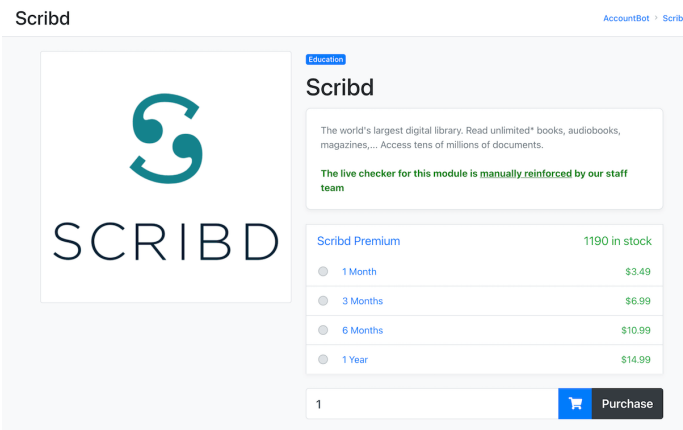 Scribd
AccountBot > Scrib
Education
Scribd
The world's largest digital library. Read unlimited* books, audiobooks,
magazines,... Access tens of millions of documents.
The live checker for this module is manually reinforced by our staff
team
SCRIBD
Scribd Premium 1190 in stock
1 Month $3.49
3 Months $6.99
6 Months $10.99
1 Year $14.99
1 Purchase